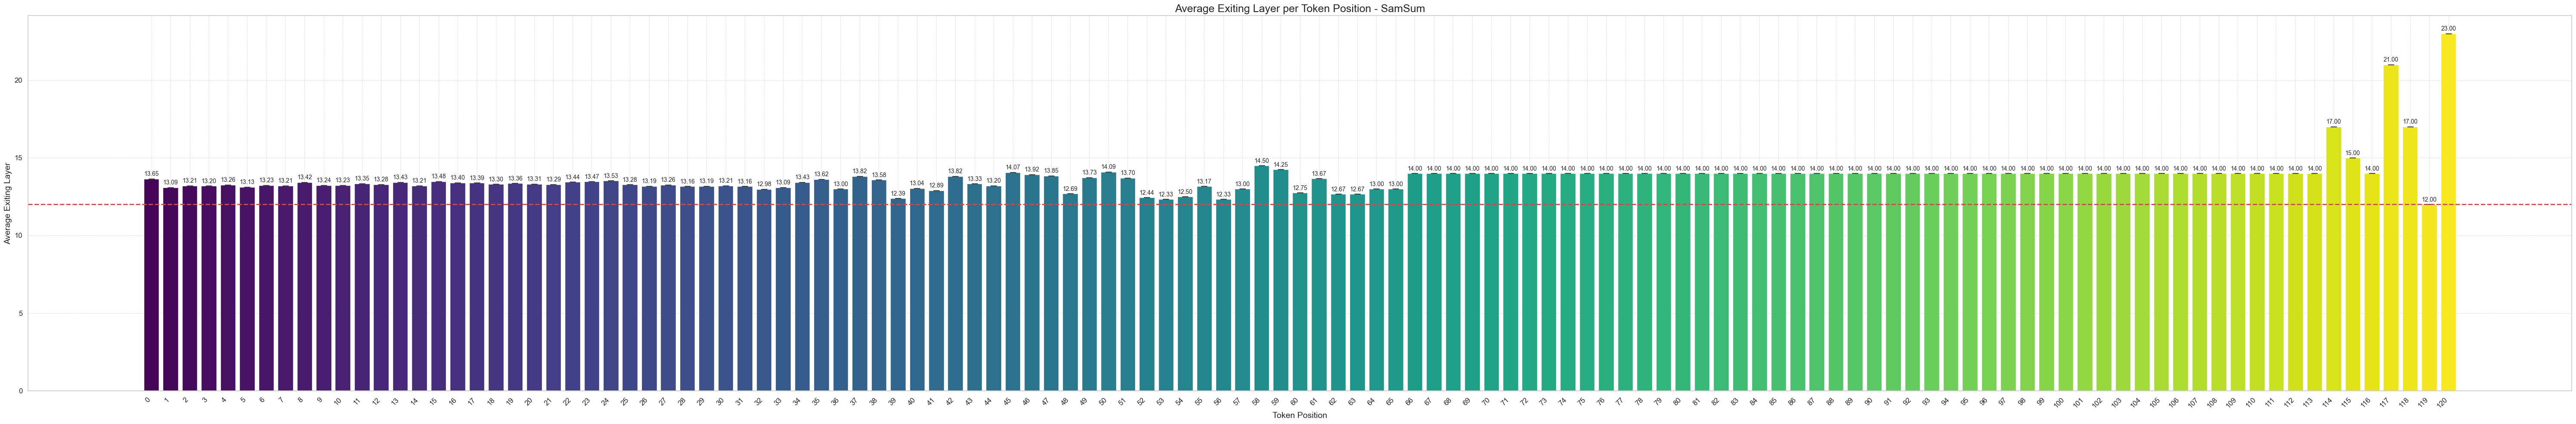 Average Exiting Layer per Token Position - SamSum
23.00
21.00
20
17.00 17.00
15
15.00
13.65 13.09 13.21 13.20 13.26 13.13 13.23 13.21 13.42 13.24 13.23 13.35 13.28 13.43 13.21 13.48 13.40 13.39 13.30 13.36 13.31 13.29 13.44 13.47 13.53 13.28 13.19 13.26 13.16 13.19 13.21 13.16 12.98 13.09 13.43 13.62 13.00 13.82 13.58 12.39 13.04 12.89 13.82 13.33 13.20 14.07 13.92 13.85 12.69 13.73 14.09 13.70 12.44 12.33 12.50 13.17 12.33 13.00 14.50 14.25 12.75 13.67 12.67 12.67 13.00 13.00 14.00 14.00 14.00 14.00 14.00 14.00 14.00 14.00 14.00 14.00 14.00 14.00 14.00 14.00 14.00 14.00 14.00 14.00 14.00 14.00 14.00 14.00 14.00 14.00 14.00 14.00 14.00 14.00 14.00 14.00 14.00 14.00 14.00 14.00 14.00 14.00 14.00 14.00 14.00 14.00 14.00 14.00 14.00 14.00 14.00 14.00 14.00 14.00 14.00
12.00
10
5
0
Average Exiting Layer
0 1 2 3 4 5 6 7 8 9 10 11 12 13 14 15 16 17 18 19 20 21 22 23 24 25 26 27 28 29 30 31 32 33 34 35 36 37 38 39 40 41 42 43 44 45 46 47 48 49 50 51 52 53 54 55 56 57 58 59 60 61 62 63 64 65 66 67 68 69 70 71 72 73 74 75 76 77 78 79 80 81 82 83 84 85 86 87 88 89 90 91 92 93 94 95 96 97 98 99 100 101 102 103 104 105 106 107 108 109 110 111 112 113 114 115 116 117 118 119 120
Token Position